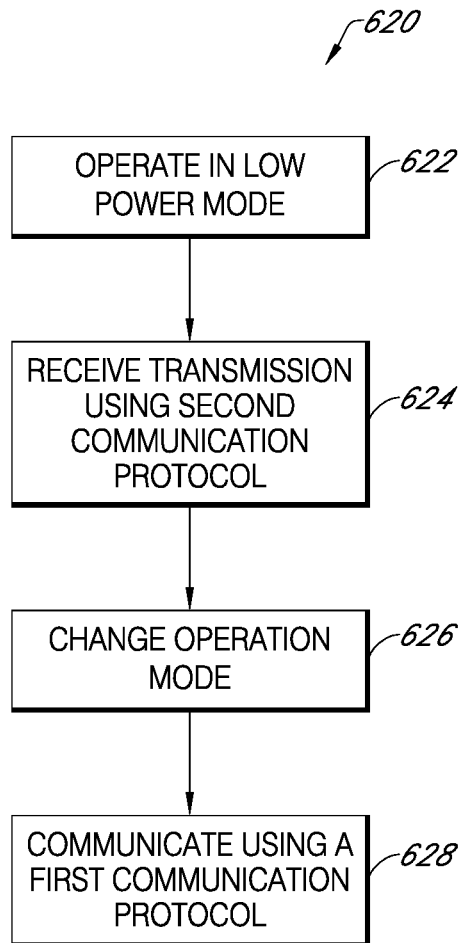 620
OPERATE IN LOW
POWER MODE
622
RECEIVE TRANSMISSION
USING SECOND
COMMUNICATION
PROTOCOL
624
CHANGE OPERATION
MODE
626
COMMUNICATE USING A
FIRST COMMUNICATION
PROTOCOL
628